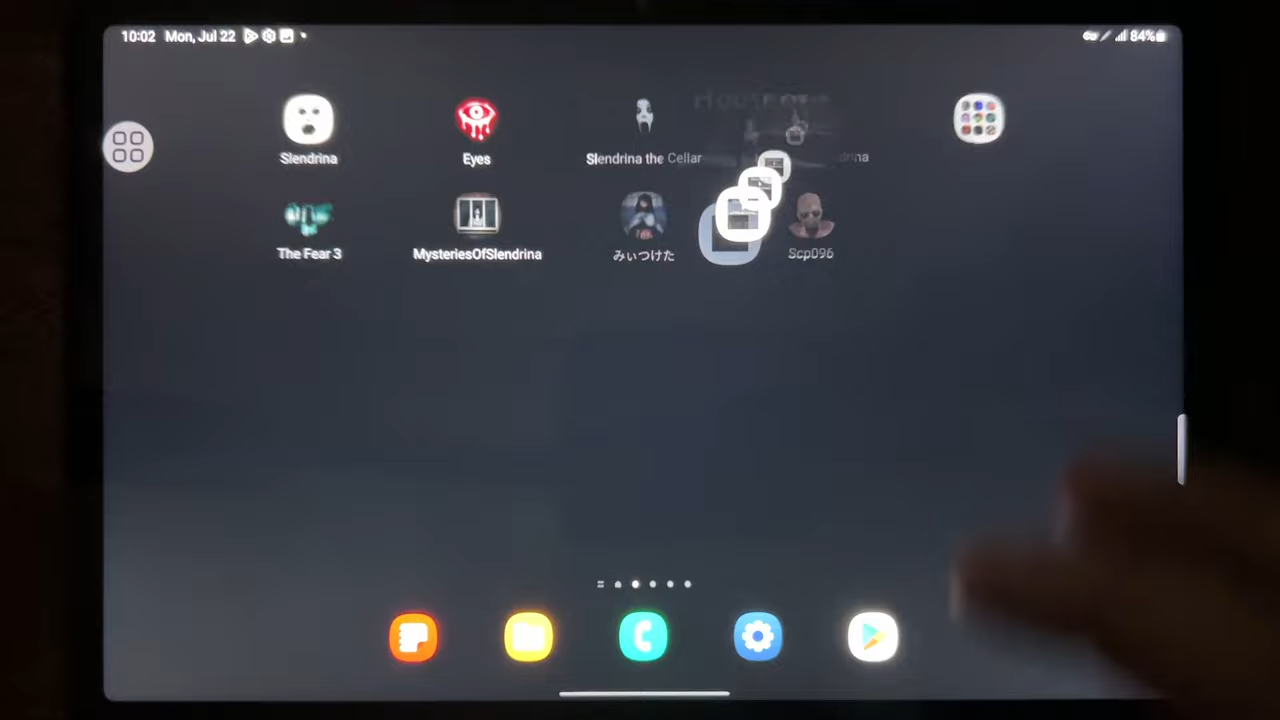 10:02 Mon, Jul 22
84%
Slendrina
Eyes
Slendrina the Cellar
The Fear 3
MysteriesOfSlendrina
みぃつけた
Scp096